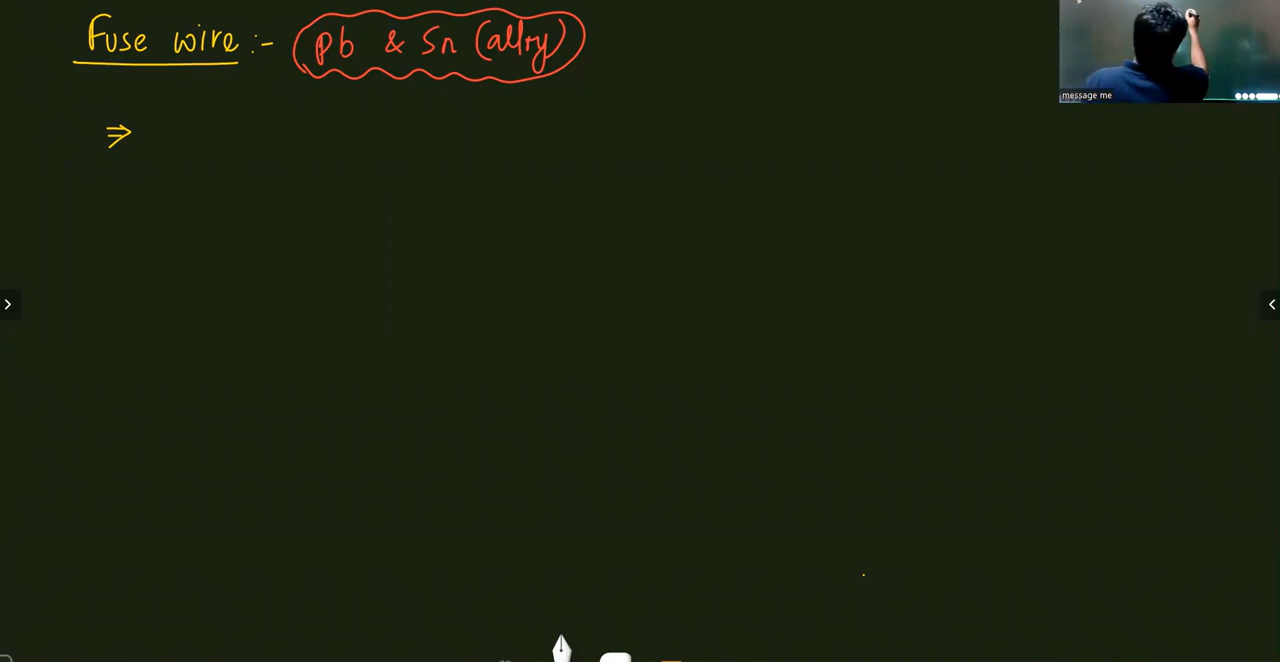 Fuse wire :- (Pb & Sn (alloy))
⇒
message me